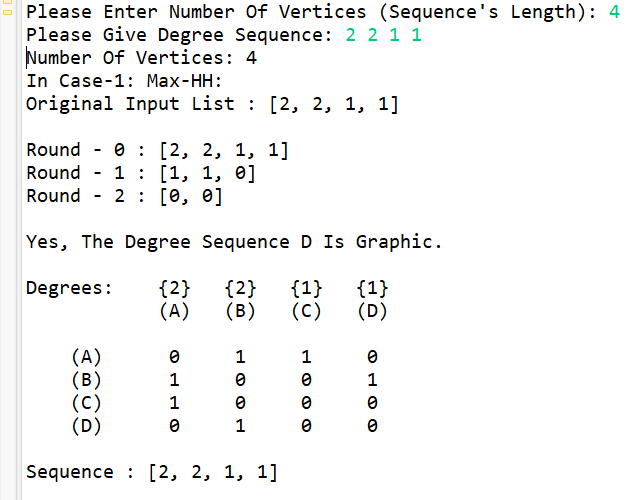 Please Enter Number Of Vertices (Sequence's Length): 4
Please Give Degree Sequence: 2 2 1 1
Number Of Vertices: 4
In Case-1: Max-HH:
Original Input List : [2, 2, 1, 1]
Round - 0 : [2, 2, 1, 1]
Round - 1 : [1, 1, 0]
Round - 2 : [0, 0]
Yes, The Degree Sequence D Is Graphic.
Degrees: {2} {2} {1} {1}
(A) (B) (C) (D)
(A) 0 1 1 0
(B) 1 0 0 1
(C) 1 0 0 0
(D) 0 1 0 0
Sequence : [2, 2, 1, 1]